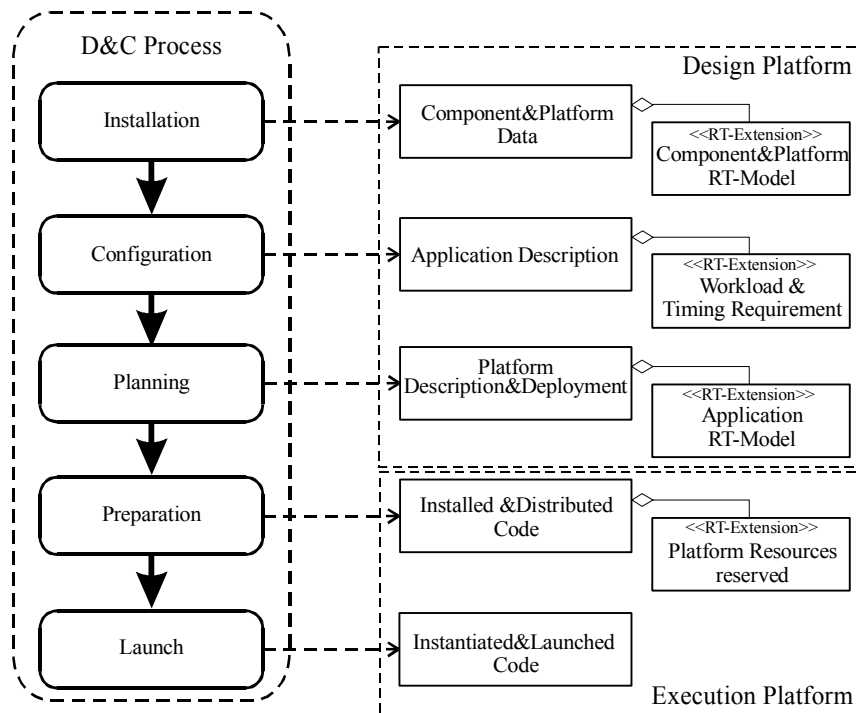 D&C Process
Design Platform
Installation
Component&Platform
Data
<<RT-Extension>>
Component&Platform
RT-Model
Configuration
Application Description
<<RT-Extension>>
Workload &
Timing Requirement
Planning
Platform
Description&Deployment
<<RT-Extension>>
Application
RT-Model
Preparation
Installed &Distributed
Code
<<RT-Extension>>
Platform Resources
reserved
Launch
Instantiated&Launched
Code
Execution Platform